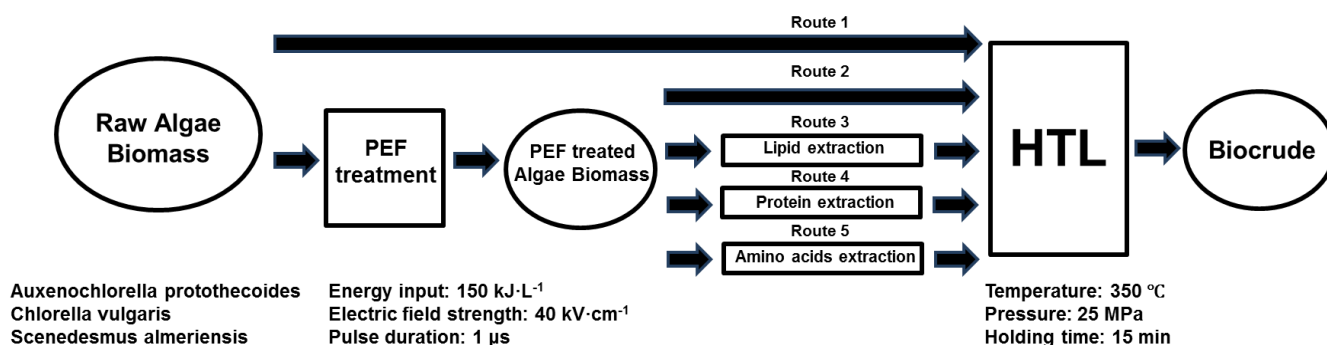 Route 1
Route 2
Raw Algae
Biomass
PEF
treatment
PEF treated
Algae Biomass
Route 3
Lipid extraction
Route 4
Protein extraction
Route 5
Amino acids extraction
HTL
Biocrude
Auxenochlorella protothecoides
Chlorella vulgaris
Scenedesmus almeriensis
Energy input: 150 kJ·L⁻¹
Electric field strength: 40 kV·cm⁻¹
Pulse duration: 1 μs
Temperature: 350 ℃
Pressure: 25 MPa
Holding time: 15 min